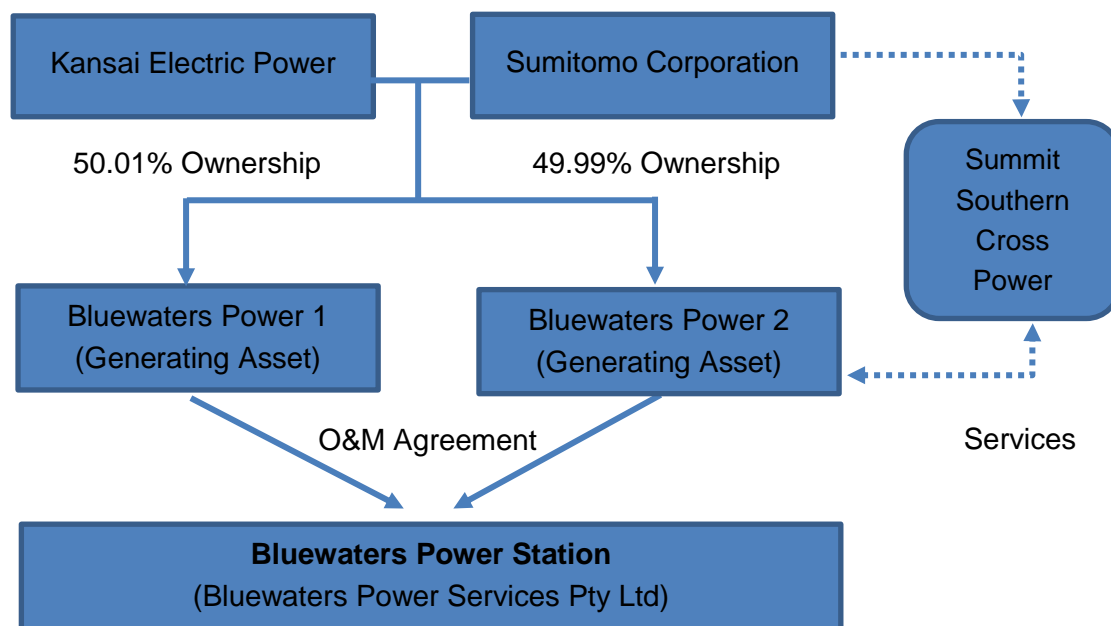 Kansai Electric Power
Sumitomo Corporation
50.01% Ownership
49.99% Ownership
Summit
Southern
Cross
Power
Bluewaters Power 1
(Generating Asset)
Bluewaters Power 2
(Generating Asset)
O&M Agreement
Services
Bluewaters Power Station
(Bluewaters Power Services Pty Ltd)